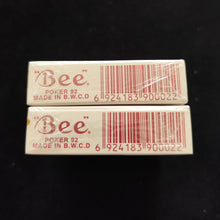 "Bee"®
POKER 92
MADE IN B.W.C.D
6 924183 900022
"Bee"®
POKER 92
MADE IN B.W.C.D
6 924183 900022